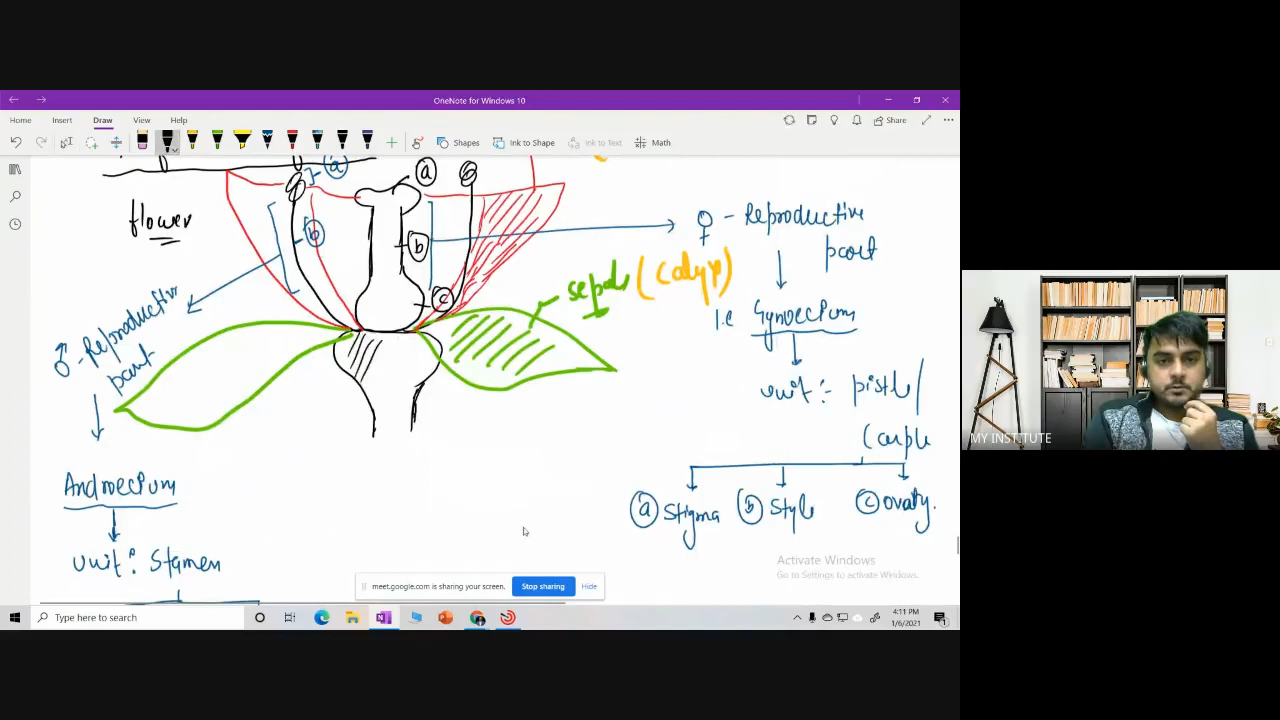 OneNote for Windows 10
Home Insert Draw View Help
Share
Shapes Ink to Shape Ink to Text Math
a
a
flower
b
b
c
♀ - Reproductive
part
sepals (calyx)
i.e Gynoecium
♂ - Reproductive
part
unit :- pistle/
Carple
Androecium
a Stigma b Style c ovary.
unit : Stamen
MY INSTITUTE
Activate Windows
Go to Settings to activate Windows.
meet.google.com is sharing your screen. Stop sharing Hide
Type here to search
4:11 PM
1/6/2021